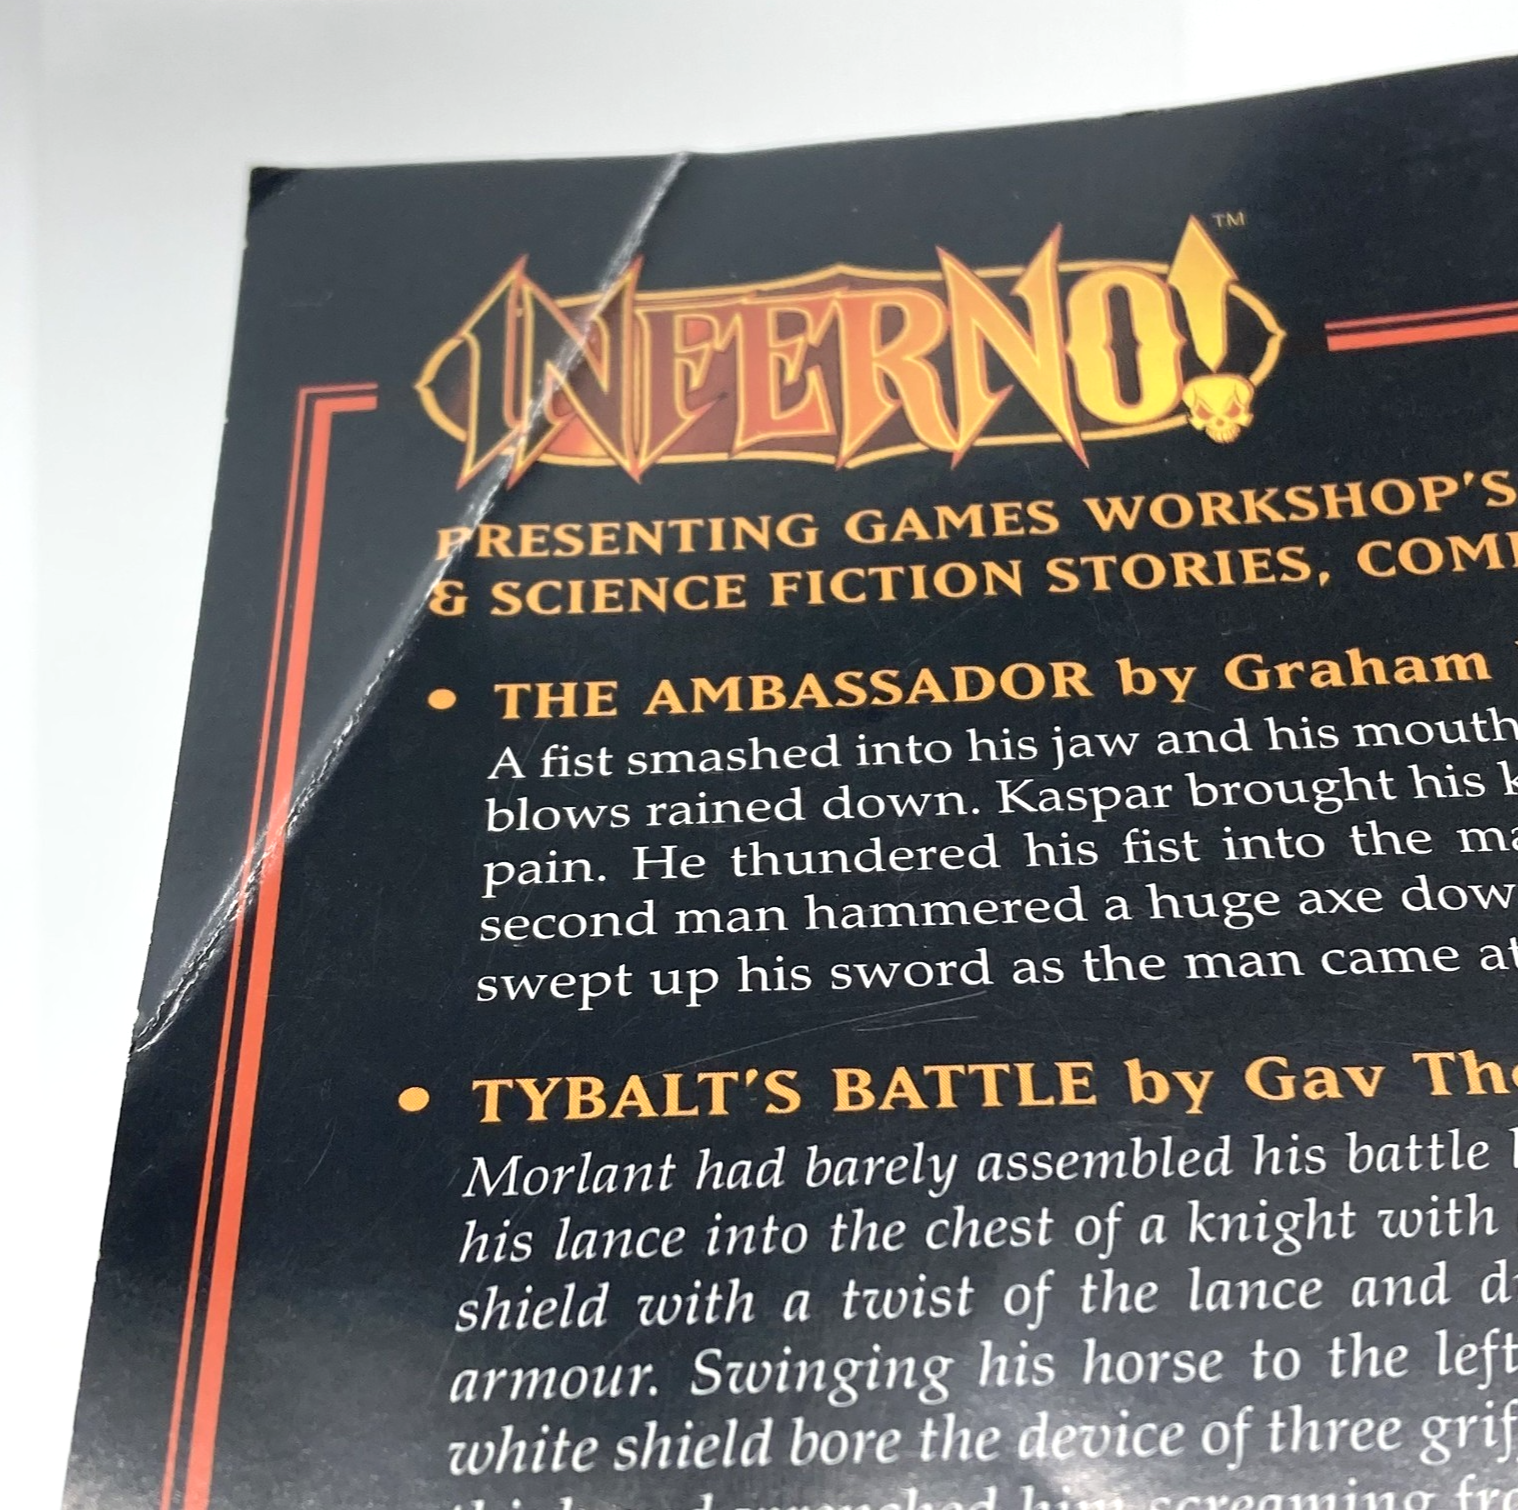 INFERNO!™
PRESENTING GAMES WORKSHOP'S
& SCIENCE FICTION STORIES,
• THE AMBASSADOR by Graham
A fist smashed into his jaw and his mouth
blows rained down. Kaspar brought his
pain. He thundered his fist into the
second man hammered a huge axe
swept up his sword as the man came
• TYBALT'S BATTLE by Gav
Morlant had barely assembled his battle
his lance into the chest of a knight with
shield with a twist of the lance and
armour. Swinging his horse to the left
white shield bore the device of three
him screaming